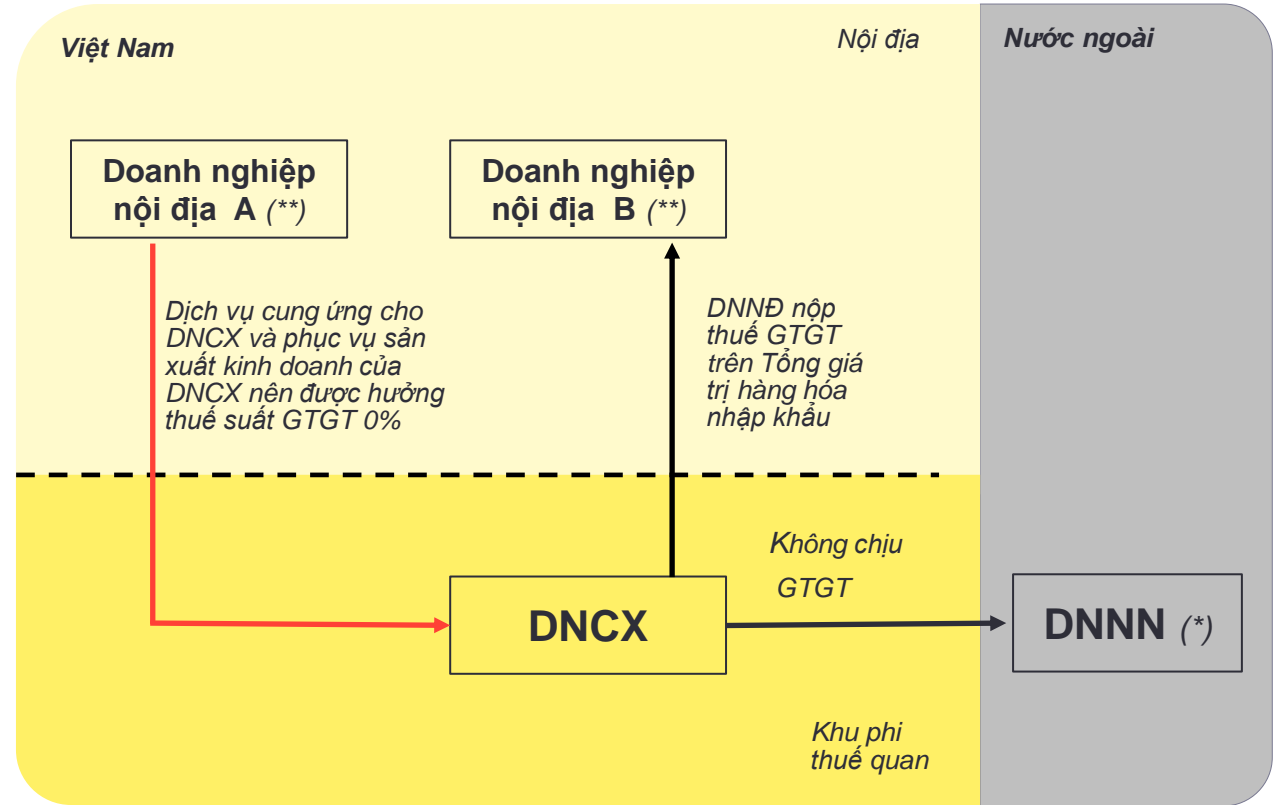 Việt Nam
Nội địa
Nước ngoài
Doanh nghiệp
nội địa A (**)
Doanh nghiệp
nội địa B (**)
Dịch vụ cung ứng cho
DNCX và phục vụ sản
xuất kinh doanh của
DNCX nên được hưởng
thuế suất GTGT 0%
DNNĐ nộp
thuế GTGT
trên Tổng giá
trị hàng hóa
nhập khẩu
Không chịu
GTGT
DNCX
DNNN (*)
Khu phi
thuế quan